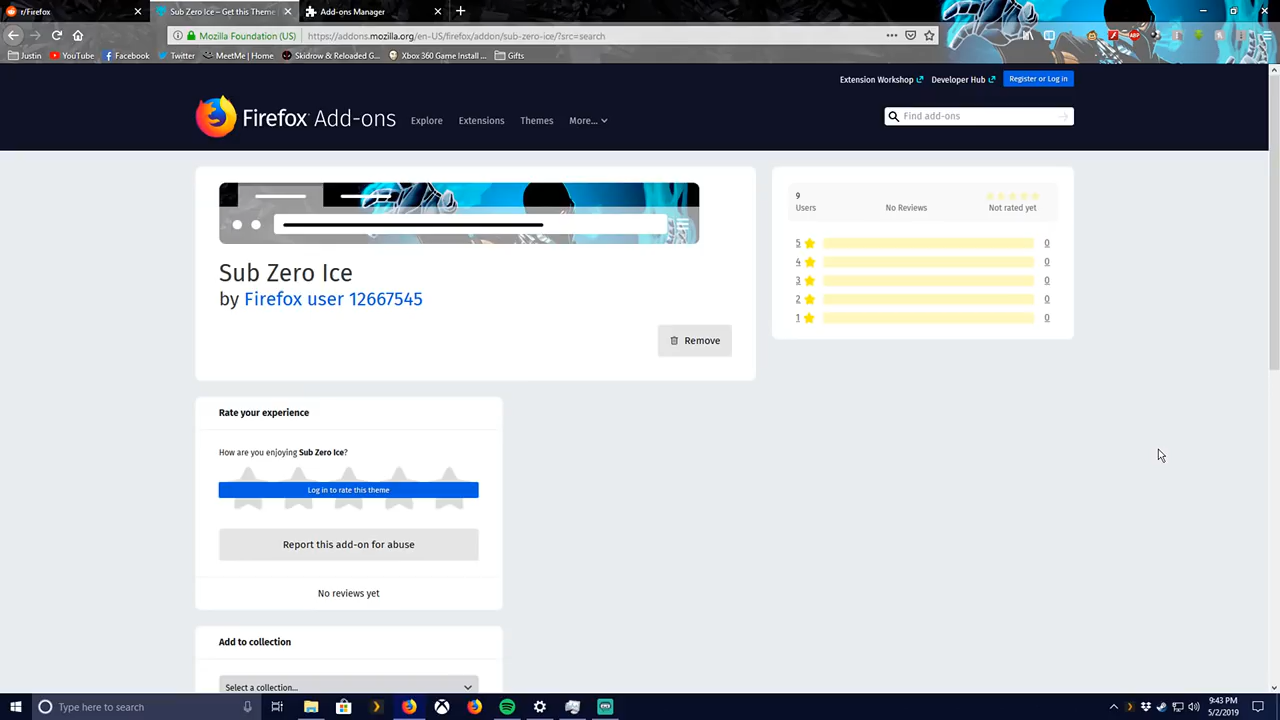 r/Firefox
Sub Zero Ice – Get this Theme
Add-ons Manager
Mozilla Foundation (US)
https://addons.mozilla.org/en-US/firefox/addon/sub-zero-ice/?src=search
Justin
YouTube
Facebook
Twitter
MeetMe | Home
Skidrow & Reloaded G...
Xbox 360 Game Install ...
Gifts
Extension Workshop
Developer Hub
Register or Log in
Firefox Add-ons
Explore
Extensions
Themes
More...
Find add-ons
Sub Zero Ice
by Firefox user 12667545
Remove
9
Users
No Reviews
Not rated yet
5 0
4 0
3 0
2 0
1 0
Rate your experience
How are you enjoying Sub Zero Ice?
Log in to rate this theme
Report this add-on for abuse
No reviews yet
Add to collection
Select a collection...
Type here to search
9:43 PM
5/2/2019